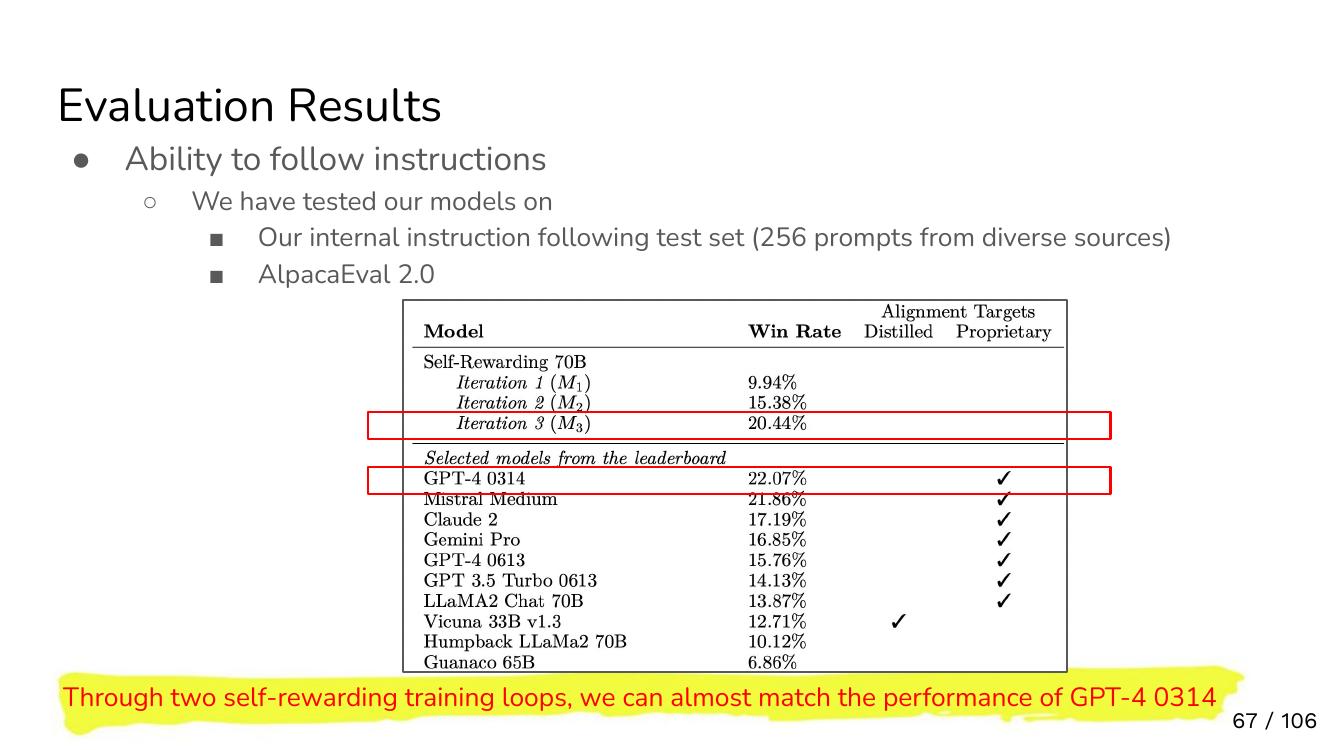 Evaluation Results
● Ability to follow instructions
○ We have tested our models on
■ Our internal instruction following test set (256 prompts from diverse sources)
■ AlpacaEval 2.0
Alignment Targets
Model Win Rate Distilled Proprietary
Self-Rewarding 70B
Iteration 1 (M₁) 9.94%
Iteration 2 (M₂) 15.38%
Iteration 3 (M₃) 20.44%
Selected models from the leaderboard
GPT-4 0314 22.07% ✓
Mistral Medium 21.86% ✓
Claude 2 17.19% ✓
Gemini Pro 16.85% ✓
GPT-4 0613 15.76% ✓
GPT 3.5 Turbo 0613 14.13% ✓
LLaMA2 Chat 70B 13.87% ✓
Vicuna 33B v1.3 12.71% ✓
Humpback LLaMa2 70B 10.12%
Guanaco 65B 6.86%
Through two self-rewarding training loops, we can almost match the performance of GPT-4 0314
67 / 106